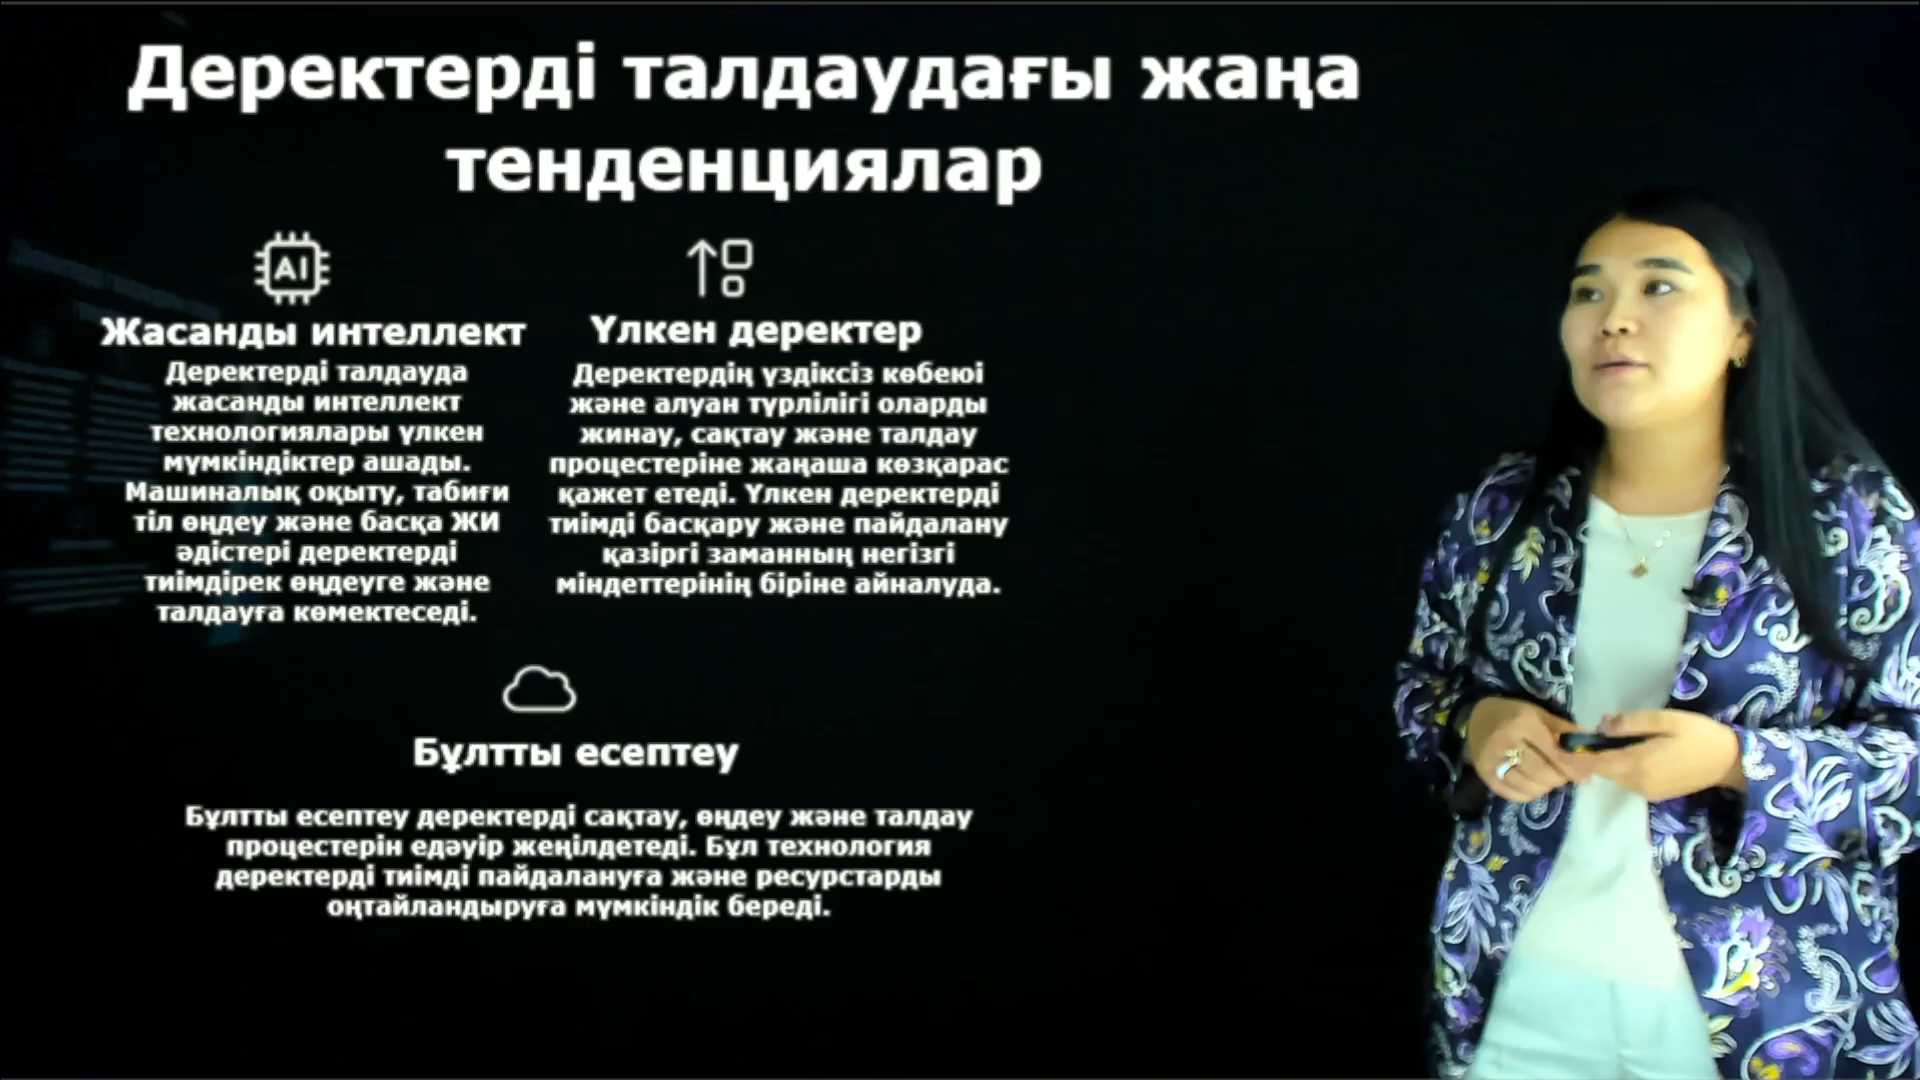 Деректерді талдаудағы жаңа
тенденциялар
AI
Жасанды интеллект
Деректерді талдауда
жасанды интеллект
технологиялары үлкен
мүмкіндіктер ашады.
Машиналық оқыту, табиғи
тіл өңдеу және басқа ЖИ
әдістері деректерді
тиімдірек өңдеуге және
талдауға көмектеседі.
Үлкен деректер
Деректердің үздіксіз көбеюі
және алуан түрлілігі оларды
жинау, сақтау және талдау
процестеріне жаңаша көзқарас
қажет етеді. Үлкен деректерді
тиімді басқару және пайдалану
қазіргі заманның негізгі
міндеттерінің біріне айналуда.
Бұлтты есептеу
Бұлтты есептеу деректерді сақтау, өңдеу және талдау
процестерін едәуір жеңілдетеді. Бұл технология
деректерді тиімді пайдалануға және ресурстарды
оңтайландыруға мүмкіндік береді.